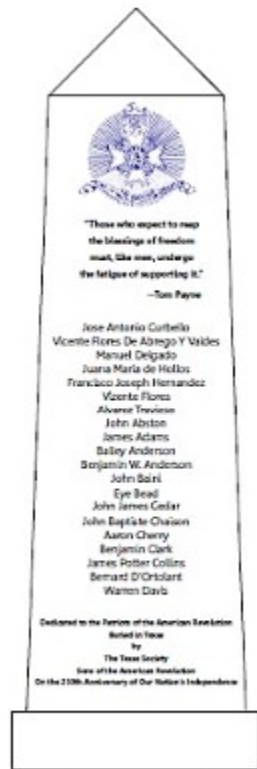 "Those who expect to reap
the blessings of freedom
must, like men, undergo
the fatigue of supporting it."
—Tom Payne
Jose Antonio Curbello
Vicente Flores De Abrego Y Valdes
Manuel Delgado
Juana Maria de Hollos
Francisco Joseph Hernandez
Vizente Flores
Alvarez Travieso
John Abston
James Adams
Bailey Anderson
Benjamin W. Anderson
John Baird
Eye Bead
John James Cedar
John Baptiste Chaison
Aaron Cherry
Benjamin Clark
James Potter Collins
Bernard D'Ortolant
Warren Davis
Dedicated to the Patriots of the American Revolution
Buried in Texas
by
The Texas Society
Sons of the American Revolution
On the 250th Anniversary of Our Nation's Independence